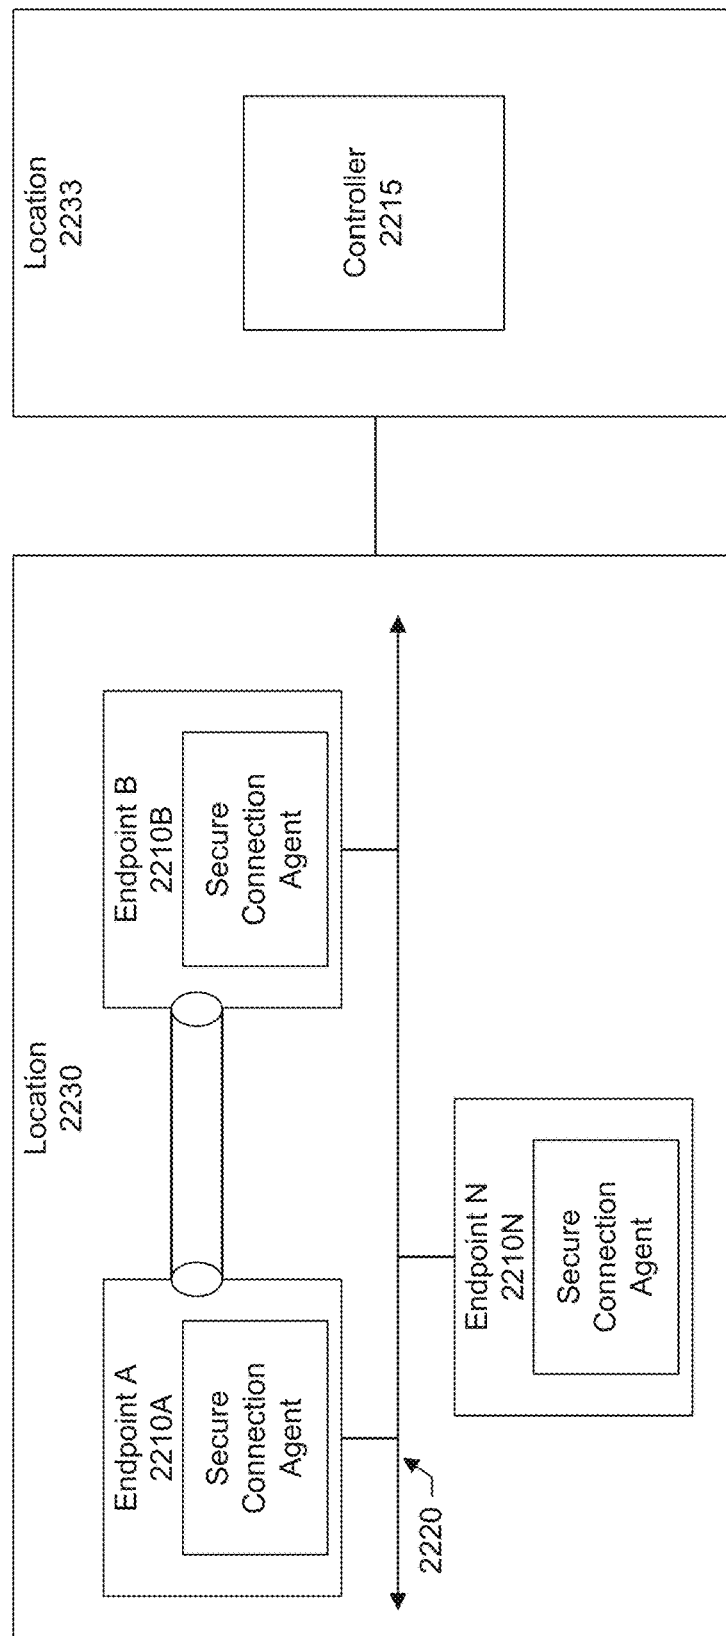 Location
2230
Endpoint A
2210A
Secure
Connection
Agent
Endpoint B
2210B
Secure
Connection
Agent
2220
Endpoint N
2210N
Secure
Connection
Agent
Location
2233
Controller
2215